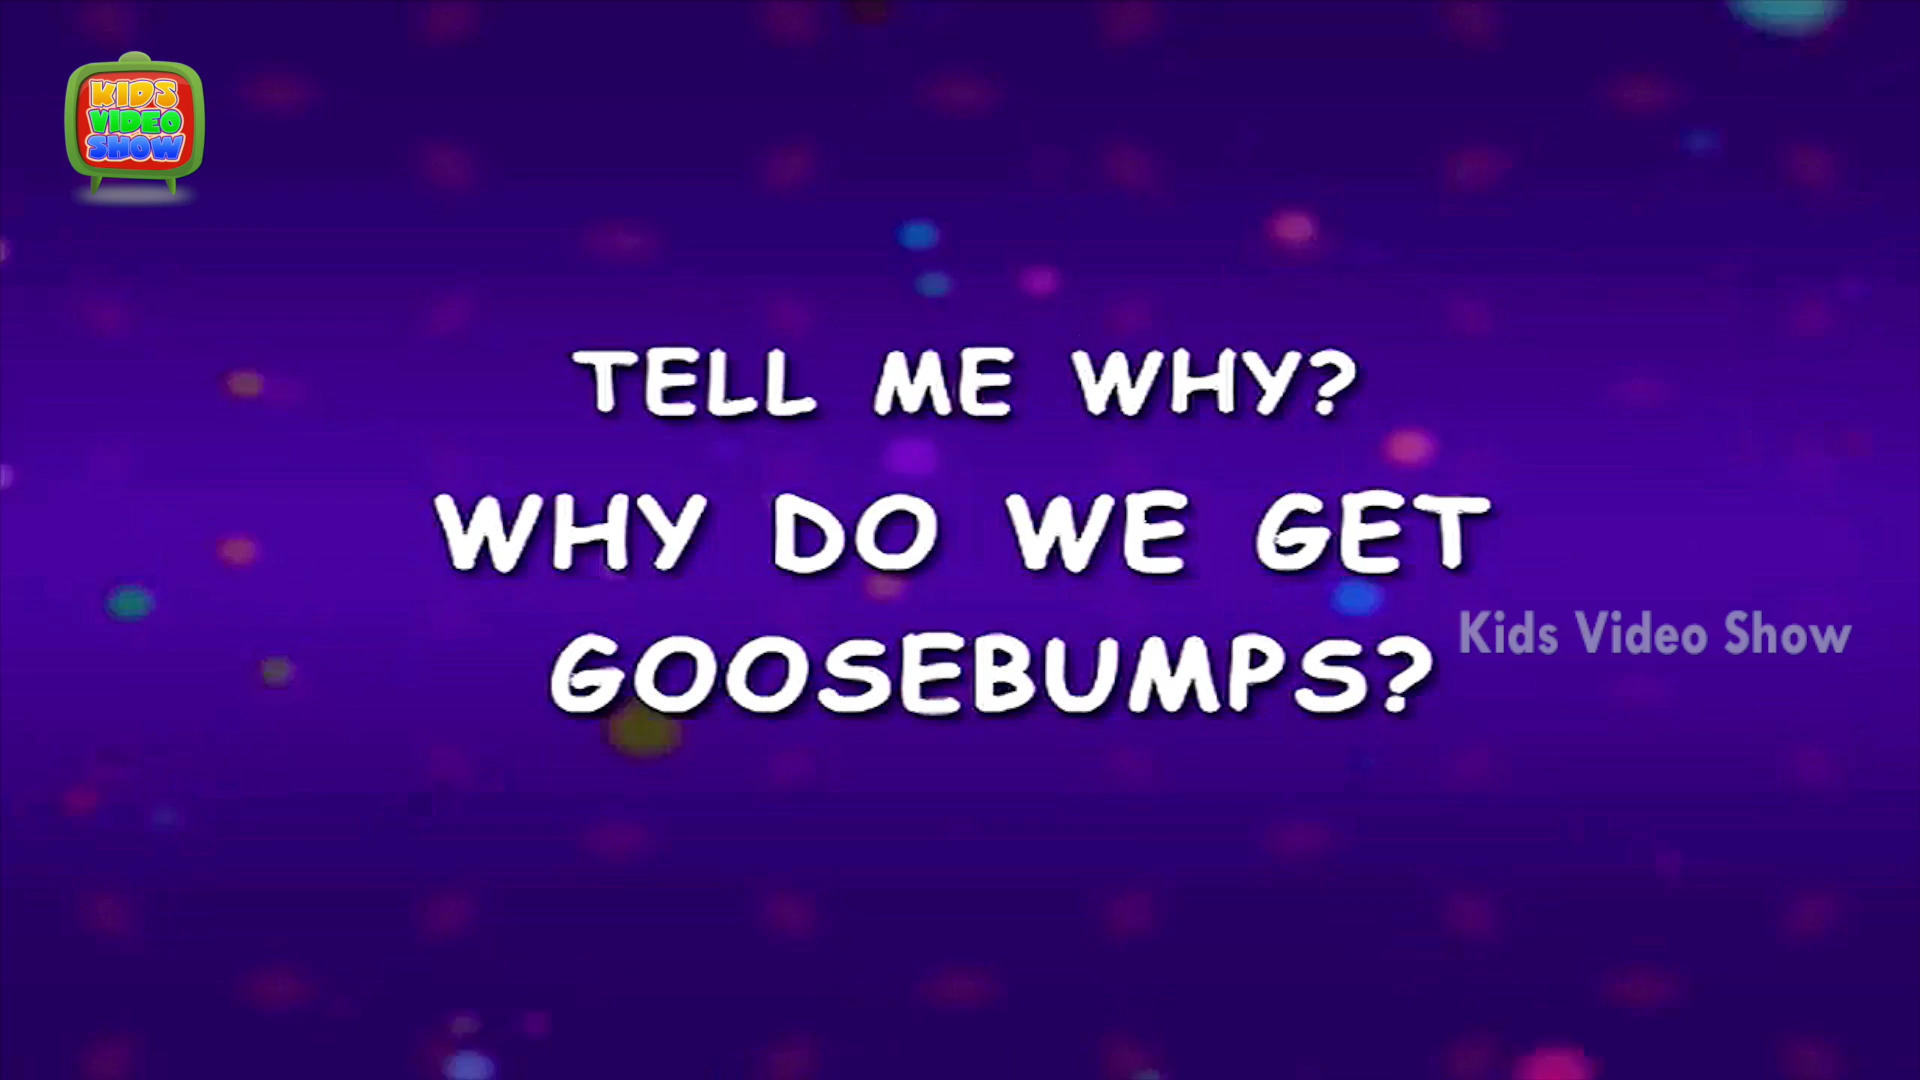 KIDS
VIDEO
SHOW
TELL ME WHY?
WHY DO WE GET
GOOSEBUMPS?
Kids Video Show